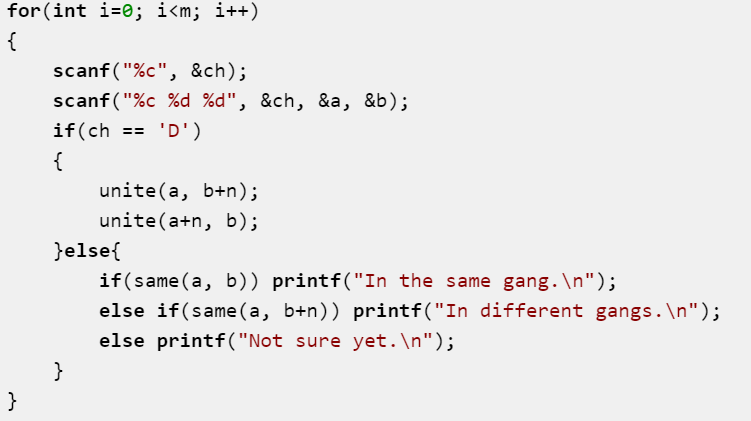 for(int i=0; i<m; i++)
{
    scanf("%c", &ch);
    scanf("%c %d %d", &ch, &a, &b);
    if(ch == 'D')
    {
        unite(a, b+n);
        unite(a+n, b);
    }else{
        if(same(a, b)) printf("In the same gang.\n");
        else if(same(a, b+n)) printf("In different gangs.\n");
        else printf("Not sure yet.\n");
    }
}